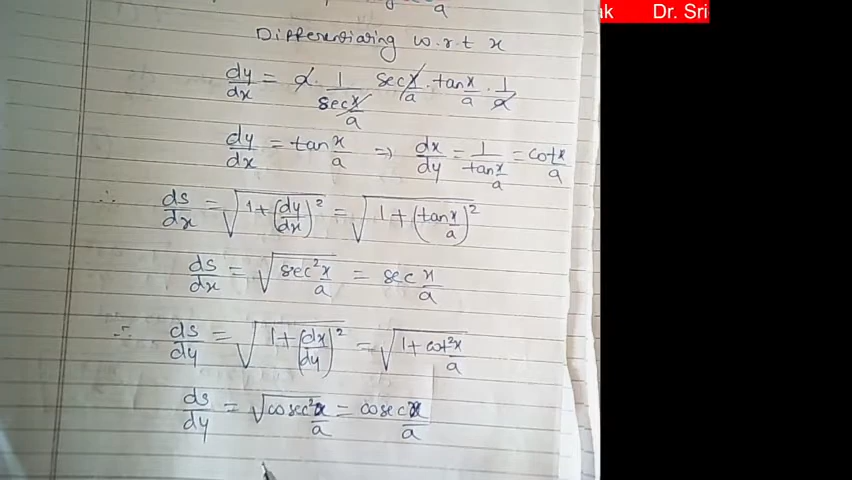 uk Dr. Sri
a
Differentiating w.r.t x
dy/dx = a · 1/(sec x/a) sec x/a · tan x/a · 1/a
dy/dx = tan x/a ⇒ dx/dy = 1/(tan x/a) = cot x/a
∴ ds/dx = √(1+(dy/dx)²) = √(1+(tan x/a)²)
ds/dx = √(sec² x/a) = sec x/a
∴ ds/dy = √(1+(dx/dy)²) = √(1+cot² x/a)
ds/dy = √(cosec² x/a) = cosec x/a